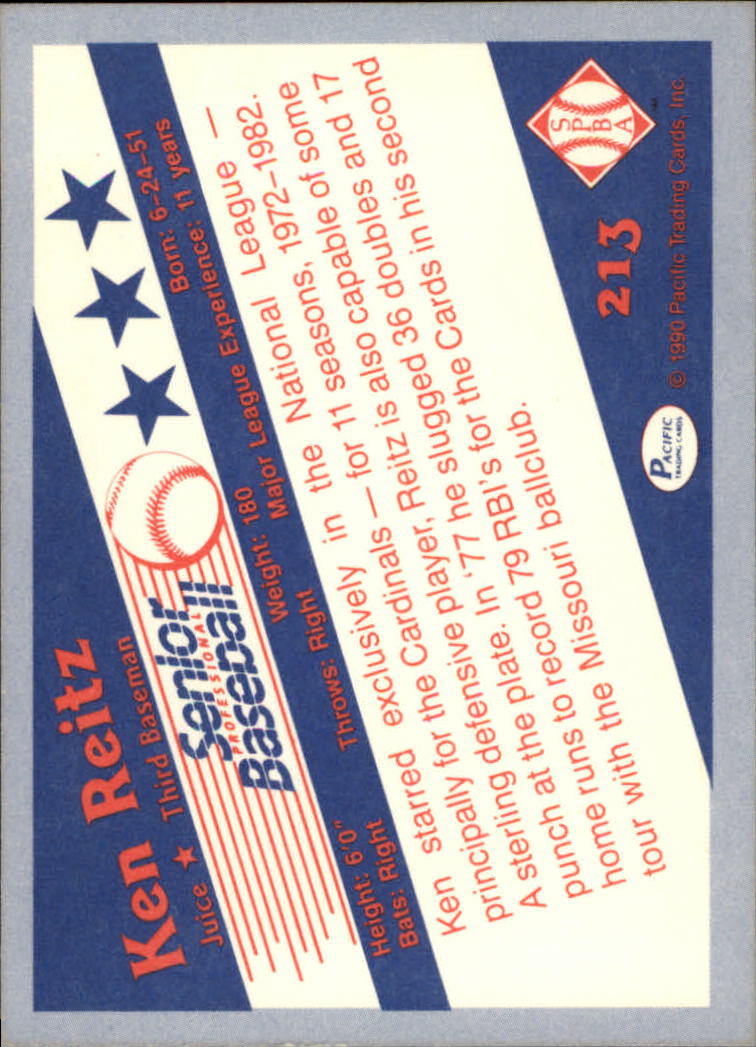 Ken Reitz
Juice ★ Third Baseman
Senior
PROFESSIONAL
Baseball
Height: 6'0" Weight: 180 Born: 6-24-51
Bats: Right Throws: Right Major League Experience: 11 years
Ken starred exclusively in the National League —
principally for the Cardinals — for 11 seasons, 1972-1982.
A sterling defensive player, Reitz is also capable of some
punch at the plate. In '77 he slugged 36 doubles and 17
home runs to record 79 RBI's for the Cards in his second
tour with the Missouri ballclub.
SPBA
213
PACIFIC
TRADING CARDS
© 1990 Pacific Trading Cards, Inc.